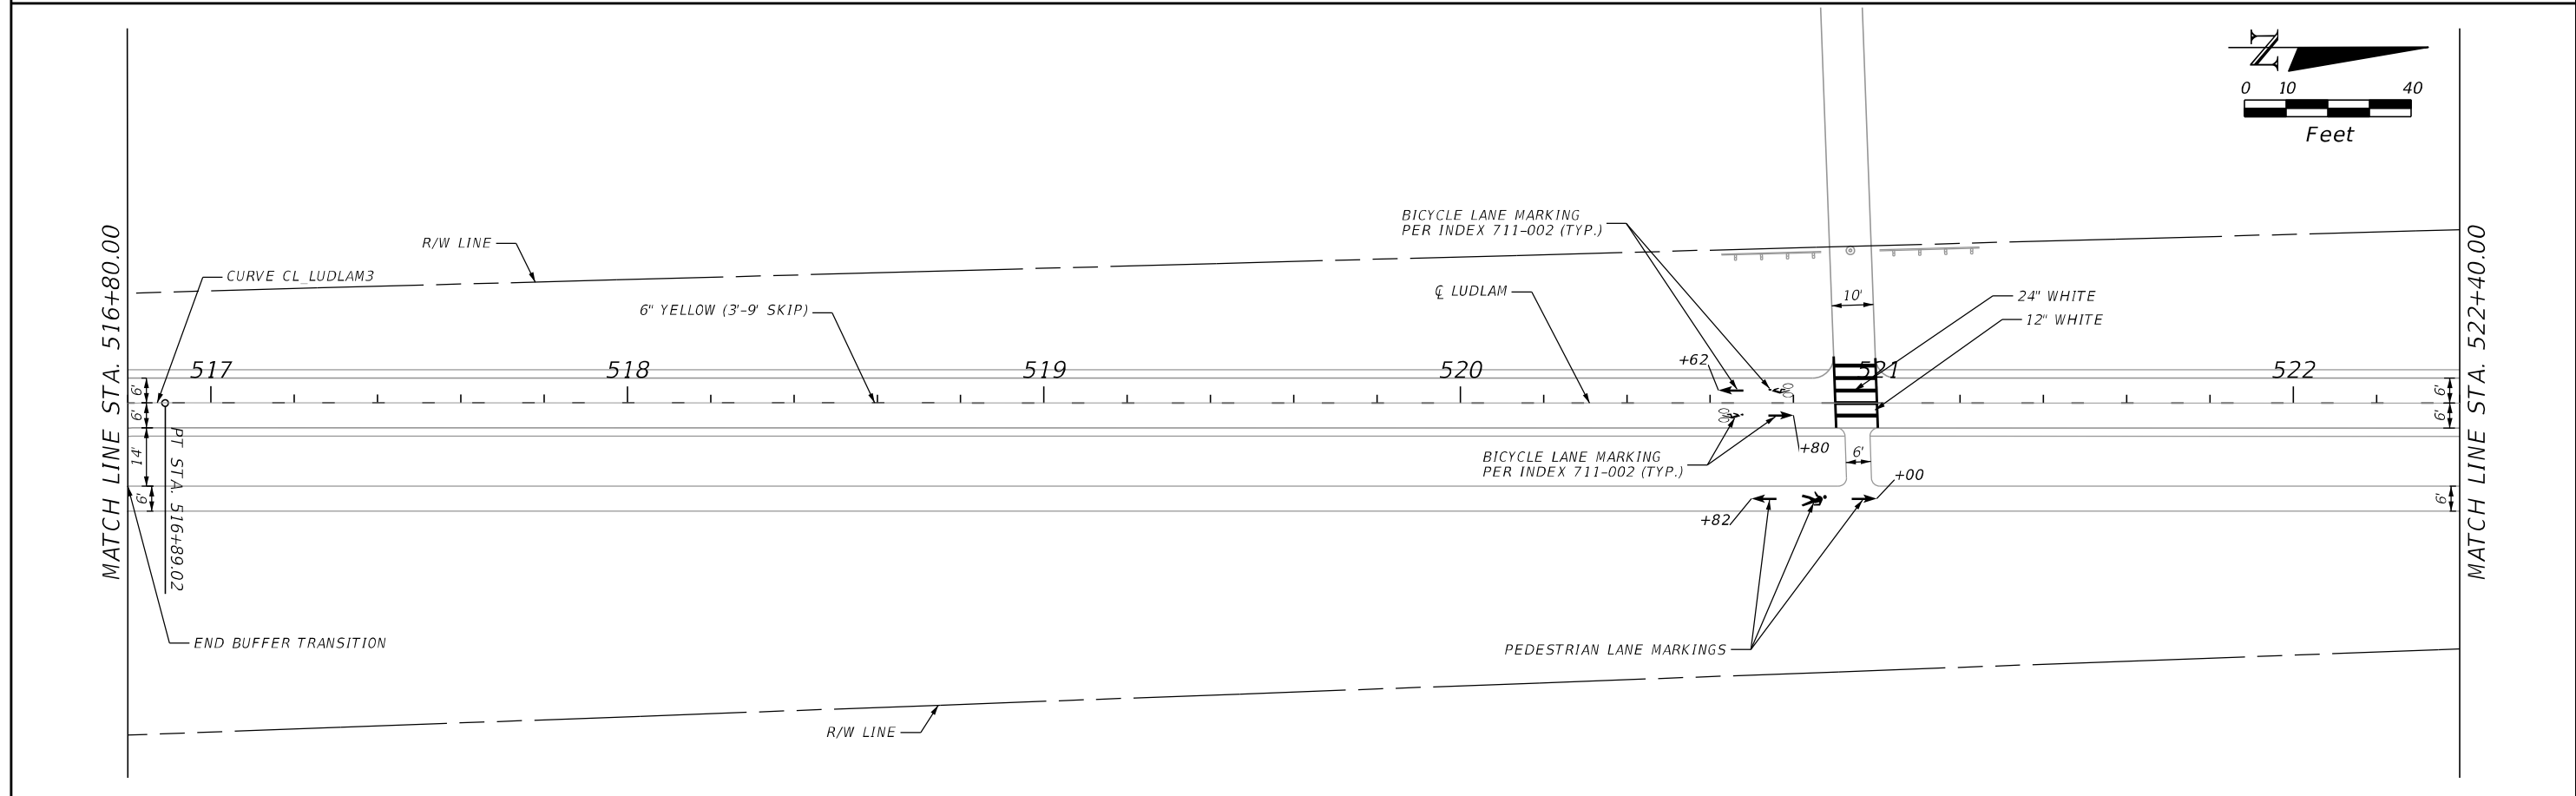 N
0 10 40
Feet
MATCH LINE STA. 516+80.00
MATCH LINE STA. 522+40.00
R/W LINE
CURVE CL_LUDLAM3
6" YELLOW (3'-9' SKIP)
BICYCLE LANE MARKING
PER INDEX 711-002 (TYP.)
℄ LUDLAM
10'
24" WHITE
12" WHITE
+62
517
518
519
520
521
522
6'
6'
14'
6'
6'
6'
6'
PT STA. 516+89.02
+80
BICYCLE LANE MARKING
PER INDEX 711-002 (TYP.)
6'
+00
+82
END BUFFER TRANSITION
PEDESTRIAN LANE MARKINGS
R/W LINE